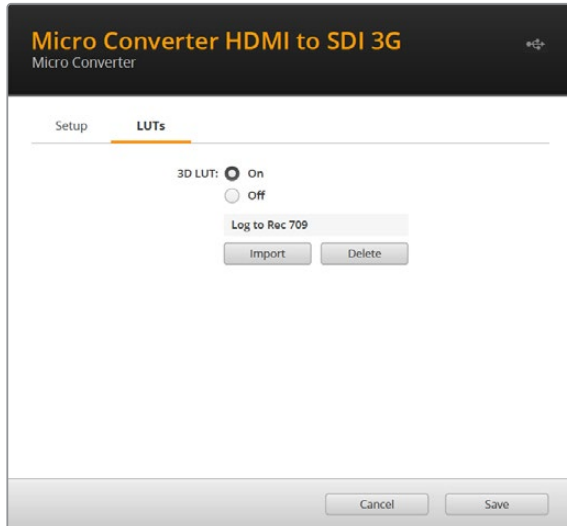 Micro Converter HDMI to SDI 3G
Micro Converter
Setup LUTs
3D LUT: On
Off
Log to Rec 709
Import Delete
Cancel Save